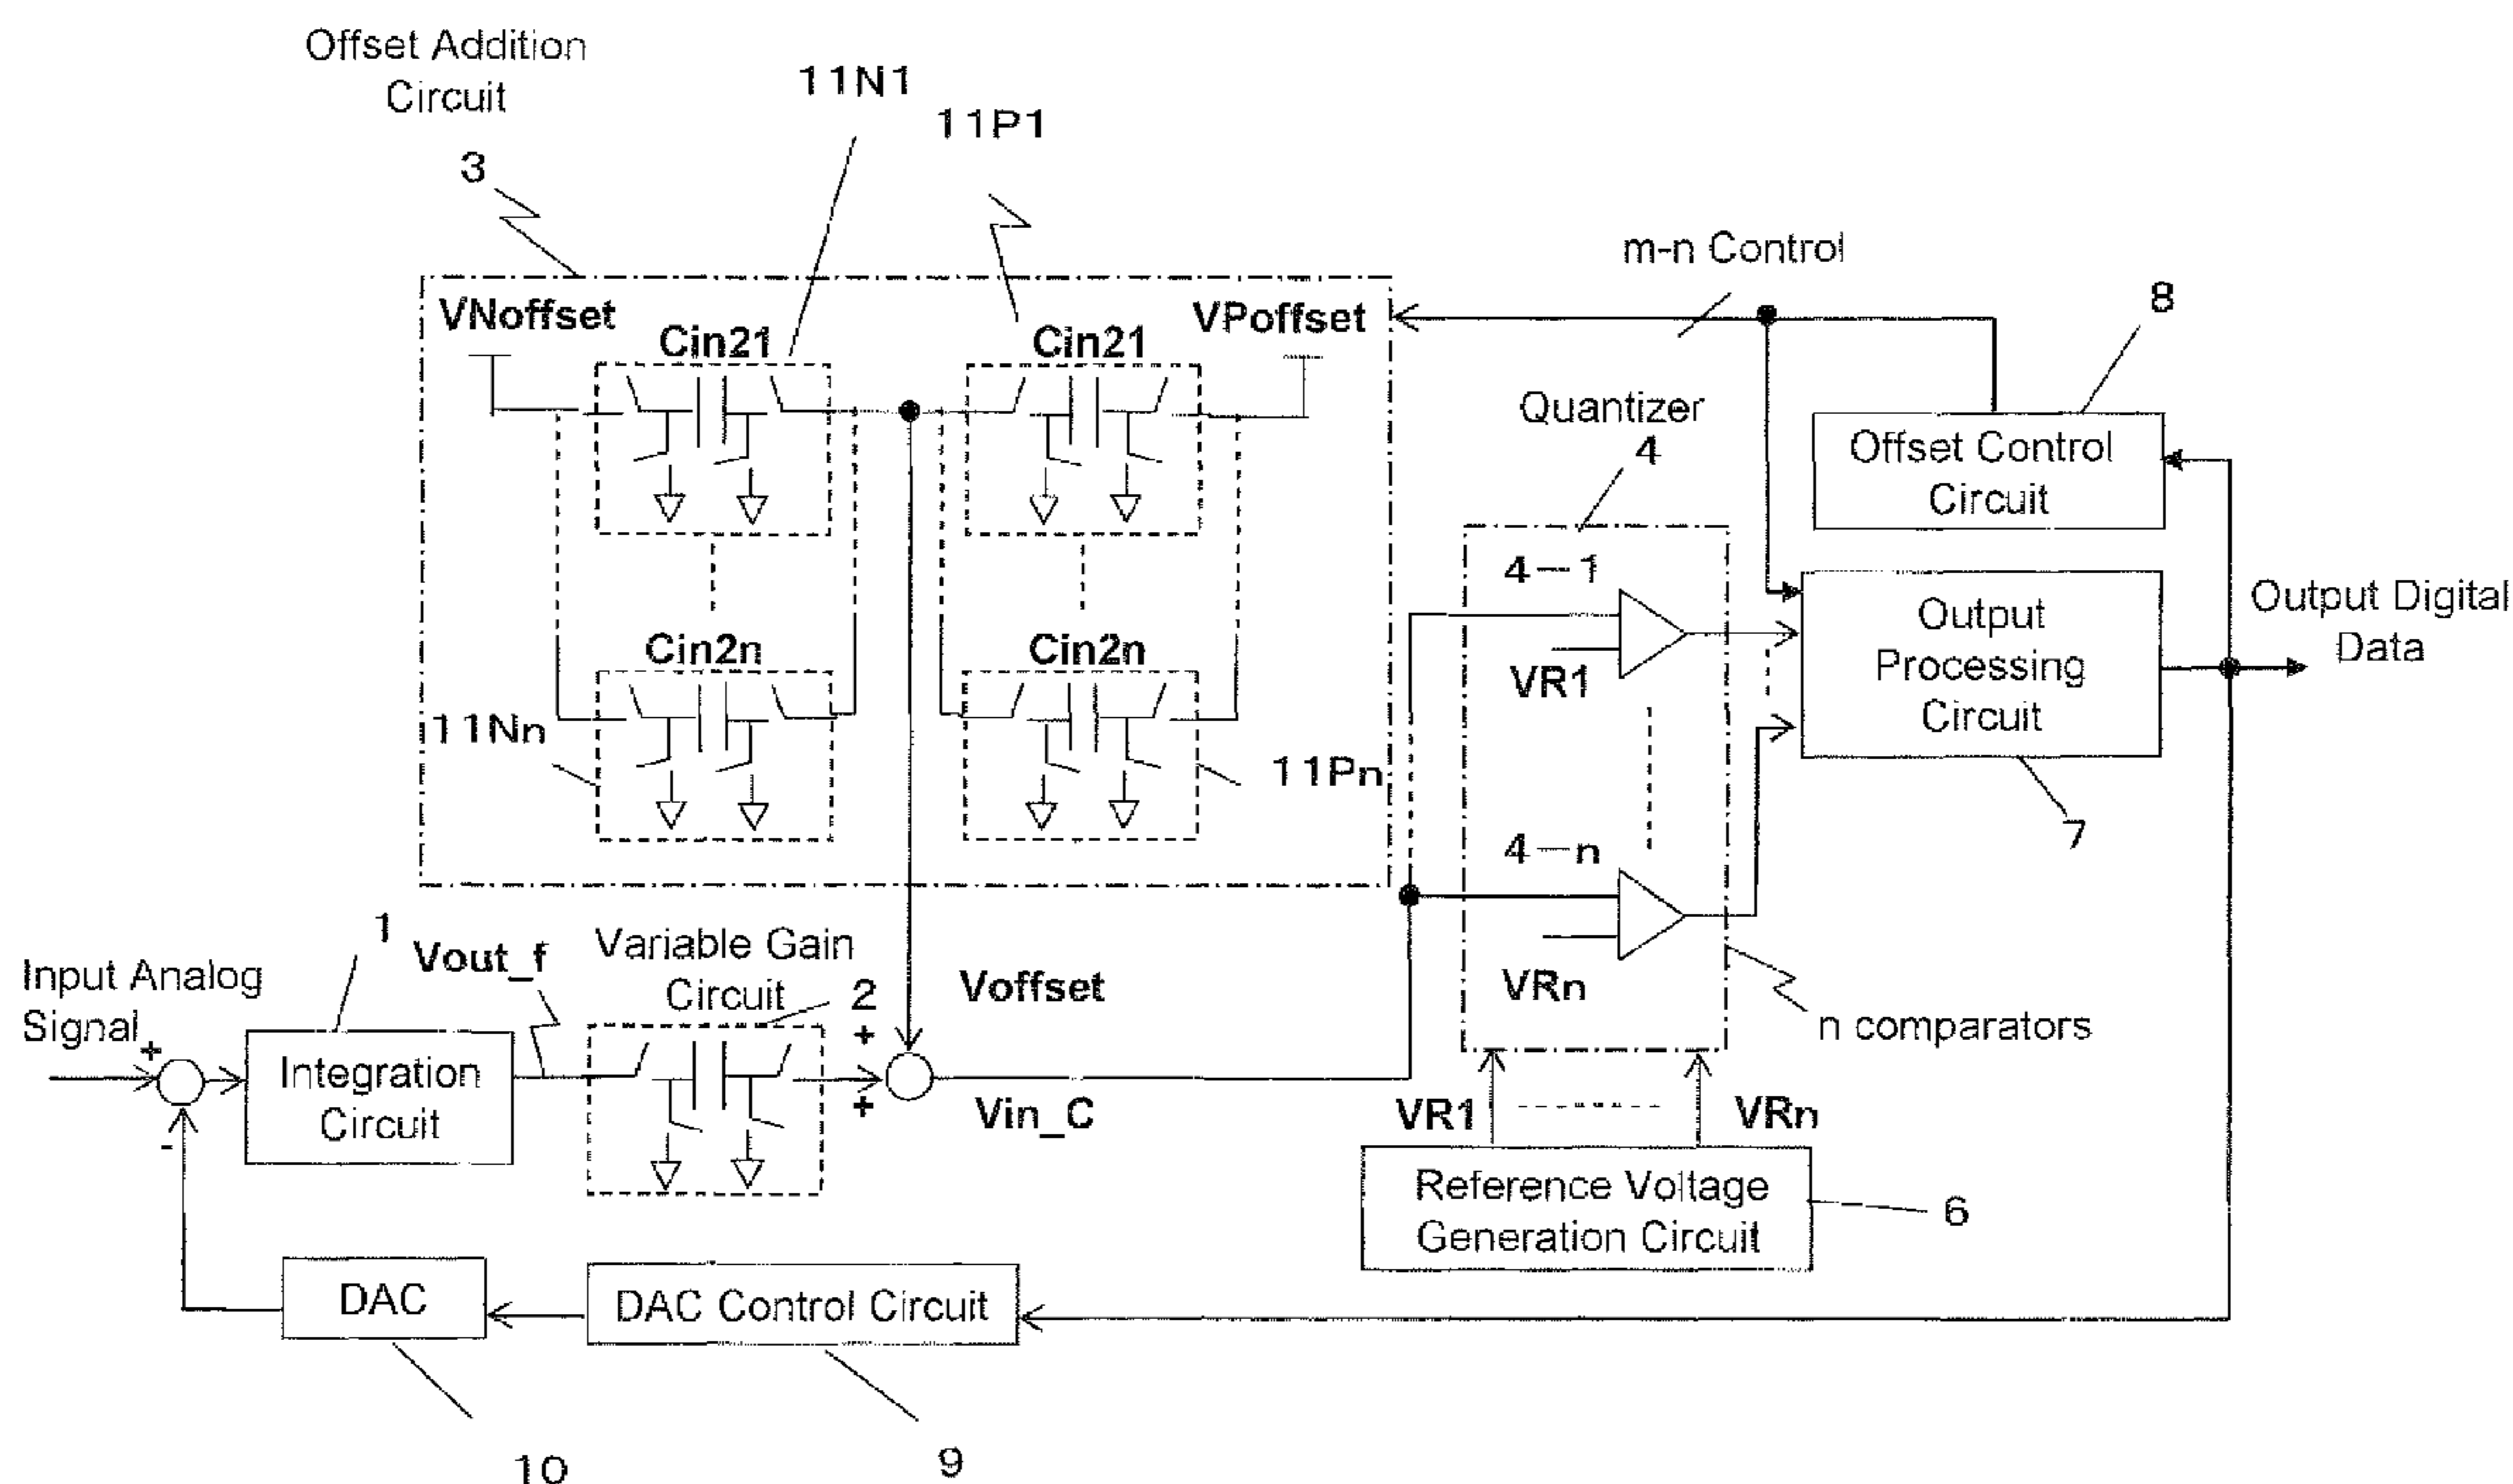 Offset Addition
Circuit
3
11N1
11P1
m-n Control
8
VNoffset
Cin21
Cin21
VPoffset
Quantizer
4
Offset Control
Circuit
4-1
VR1
Output
Processing
Circuit
Output Digital
Data
Cin2n
Cin2n
11Nn
11Pn
7
4-n
VRn
n comparators
1
Vout_f
Variable Gain
Circuit
2
Voffset
Input Analog
Signal
+
-
Integration
Circuit
+
+
Vin_C
VR1
VRn
Reference Voltage
Generation Circuit
6
DAC
DAC Control Circuit
10
9